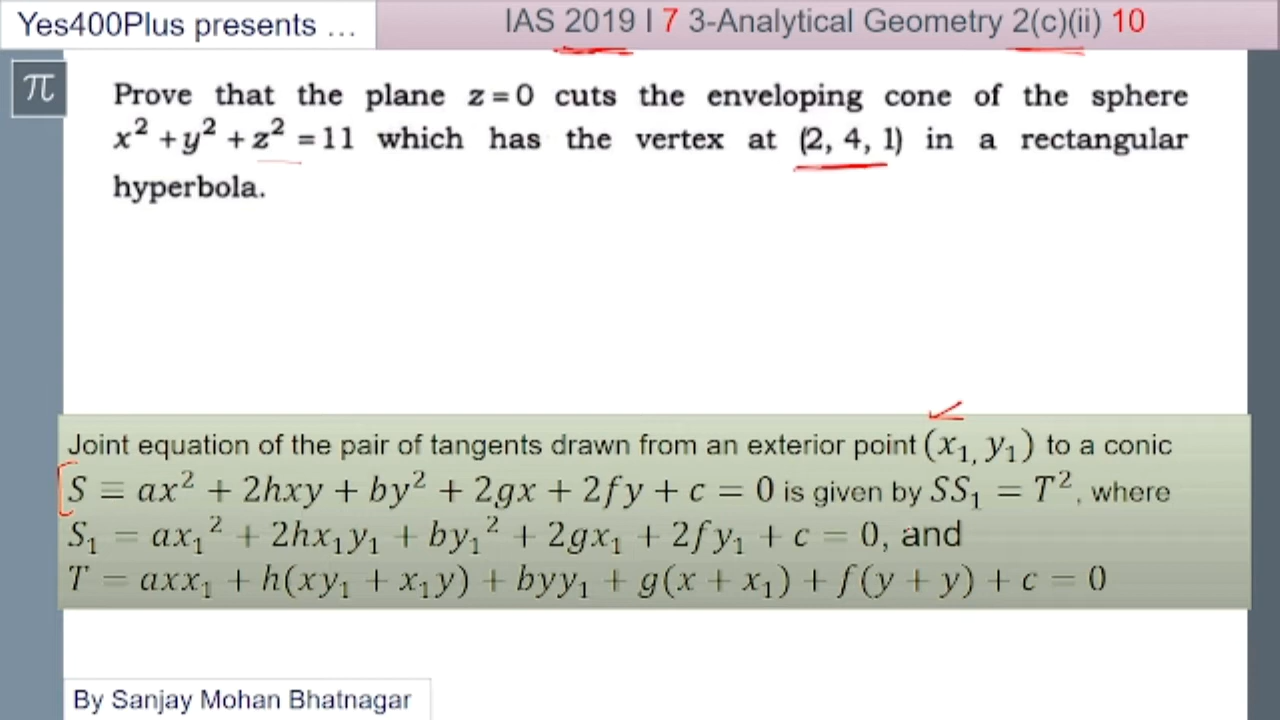 Yes400Plus presents ...
IAS 2019 I 7 3-Analytical Geometry 2(c)(ii) 10
π
Prove that the plane z = 0 cuts the enveloping cone of the sphere
x² + y² + z² = 11 which has the vertex at (2, 4, 1) in a rectangular
hyperbola.
Joint equation of the pair of tangents drawn from an exterior point (x₁, y₁) to a conic
S ≡ ax² + 2hxy + by² + 2gx + 2fy + c = 0 is given by SS₁ = T², where
S₁ = ax₁² + 2hx₁y₁ + by₁² + 2gx₁ + 2fy₁ + c = 0, and
T = axx₁ + h(xy₁ + x₁y) + byy₁ + g(x + x₁) + f(y + y) + c = 0
By Sanjay Mohan Bhatnagar